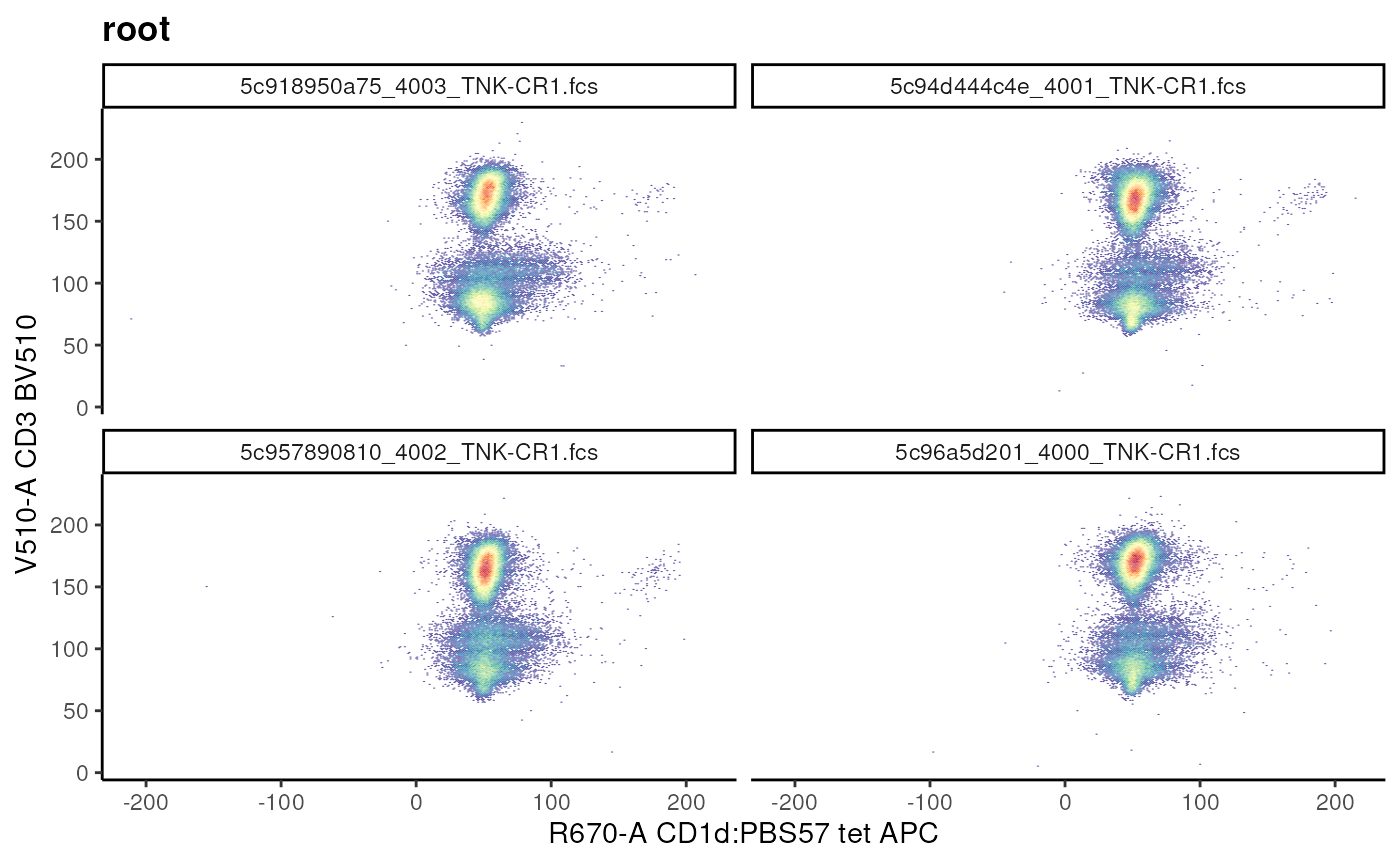 root
5c918950a75_4003_TNK-CR1.fcs
5c94d444c4e_4001_TNK-CR1.fcs
200
150
100
50
0
5c957890810_4002_TNK-CR1.fcs
5c96a5d201_4000_TNK-CR1.fcs
200
150
100
50
0
V510-A CD3 BV510
-200 -100 0 100 200
-200 -100 0 100 200
R670-A CD1d:PBS57 tet APC